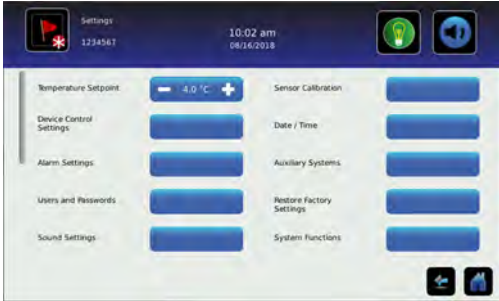 Settings
1234567
10:02 am
08/16/2018
Temperature Setpoint
4.0 °C
Sensor Calibration
Device Control
Settings
Date / Time
Alarm Settings
Auxiliary Systems
Users and Passwords
Restore Factory
Settings
Sound Settings
System Functions